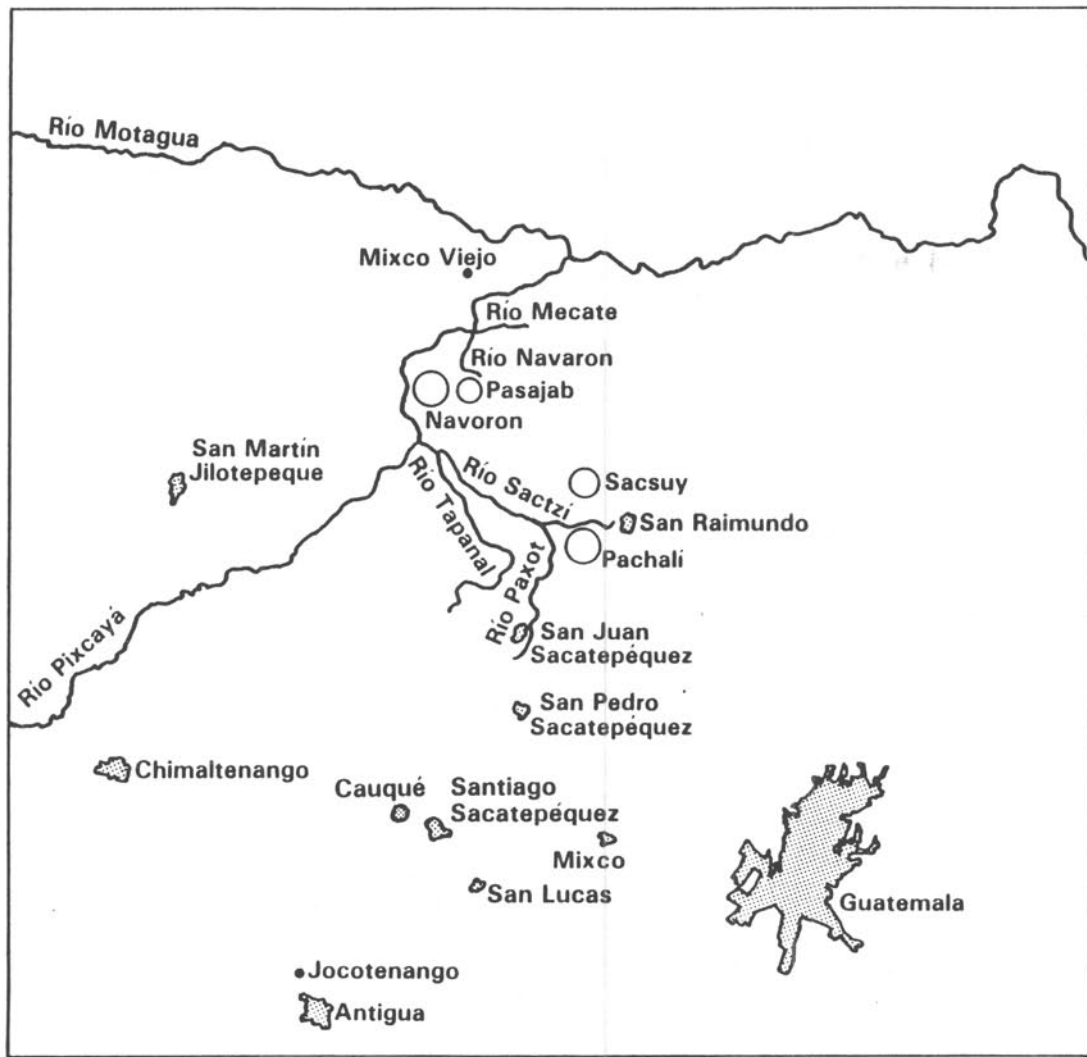 Río Motagua
Mixco Viejo
Río Mecate
Río Navaron
Pasajab
Navoron
San Martín
Jilotepeque
Río Sactzí
Sacsuy
Río Tapanal
San Raimundo
Río Paxot
Pachalí
San Juan
Sacatepéquez
Río Pixcayá
San Pedro
Sacatepéquez
Chimaltenango
Cauqué
Santiago
Sacatepéquez
Mixco
San Lucas
Guatemala
Jocotenango
Antigua